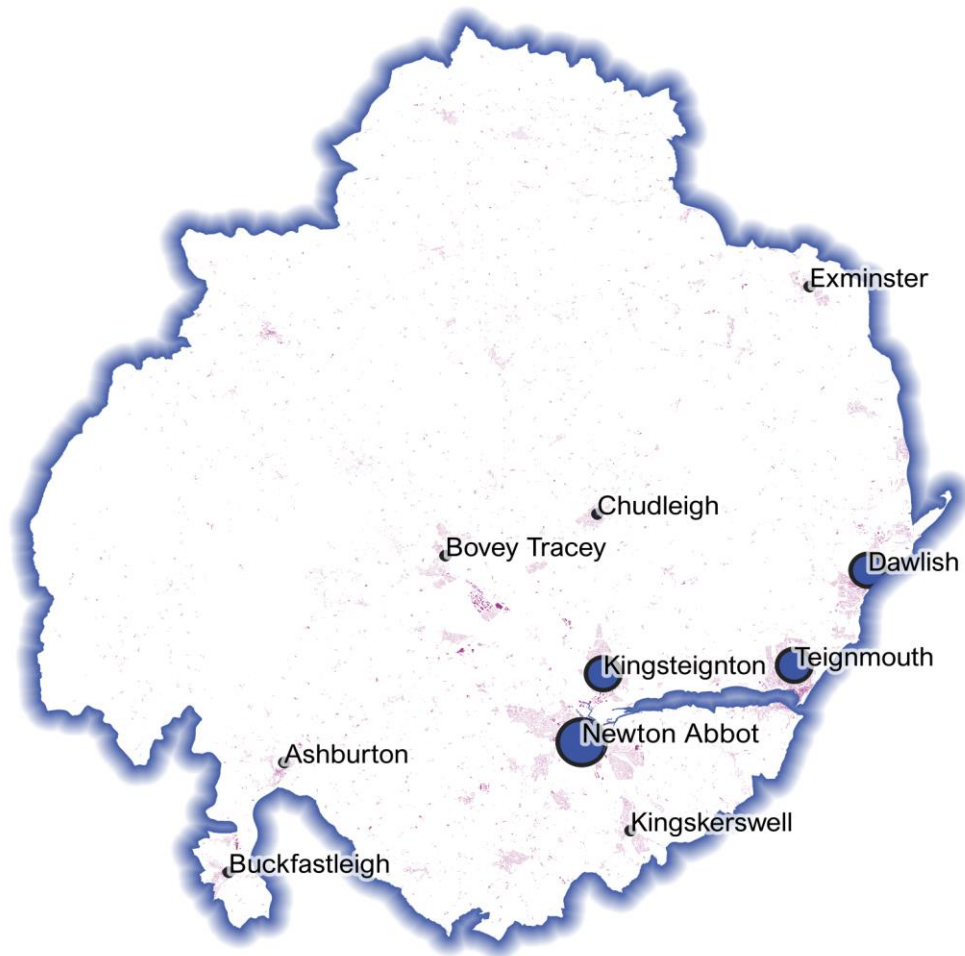 Exminster
Chudleigh
Bovey Tracey
Dawlish
Kingsteignton
Teignmouth
Newton Abbot
Ashburton
Kingskerswell
Buckfastleigh